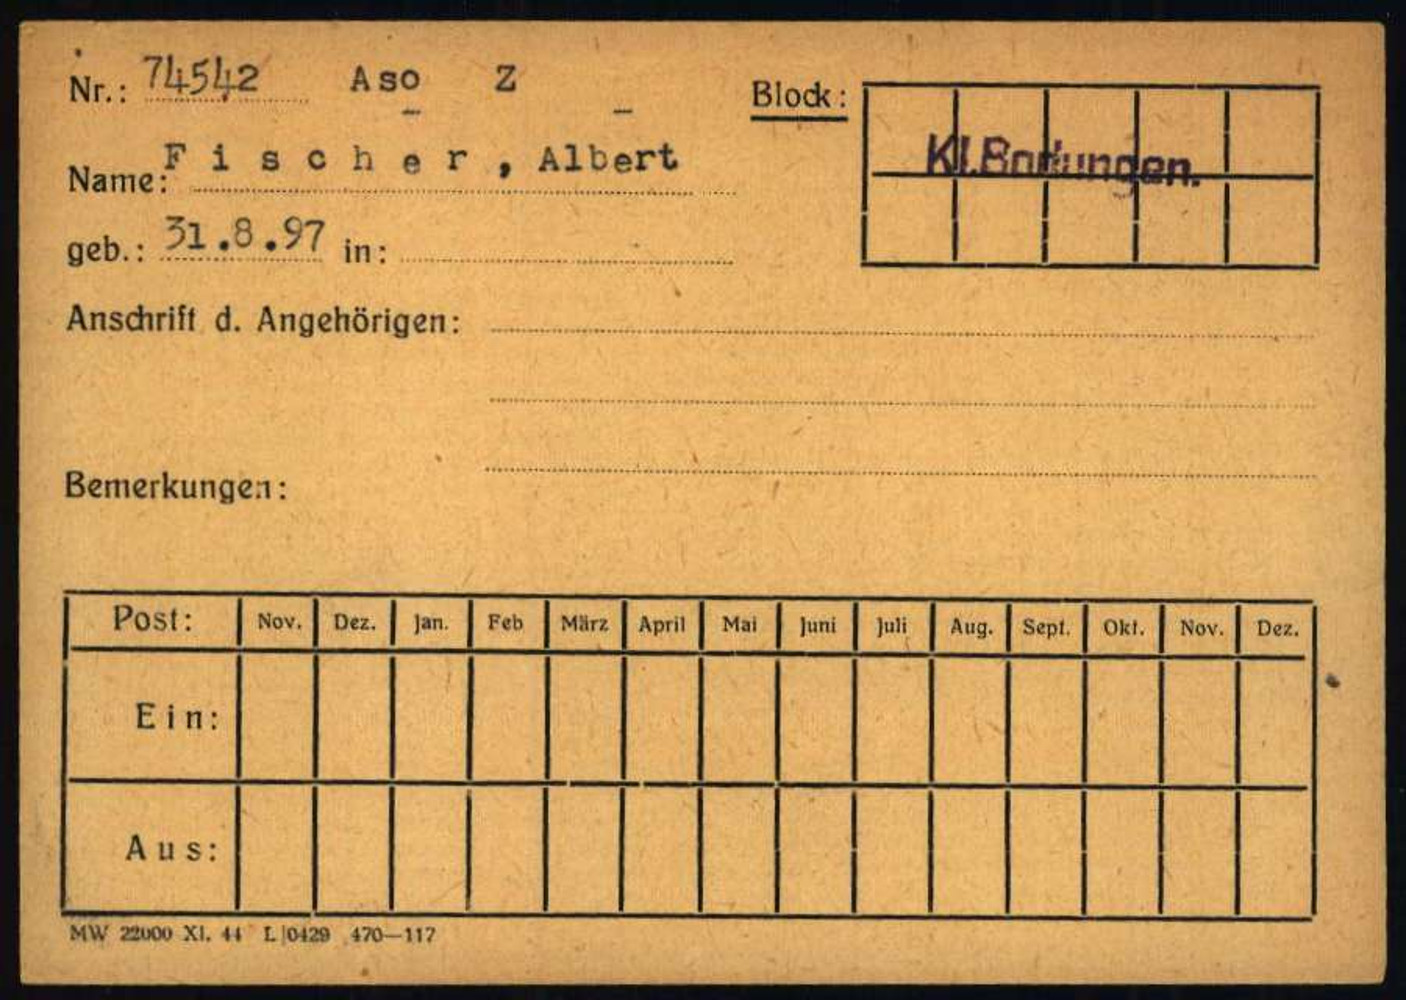 Nr.: 74542 Aso Z
Block: Kl.Bodungen.
Name: Fischer, Albert
geb.: 31.8.97 in:
Anschrift d. Angehörigen:
Bemerkungen:
Post: Nov. Dez. Jan. Feb März April Mai Juni Juli Aug. Sept. Okt. Nov. Dez.
Ein:
Aus:
MW 22000 XI. 44 L|0429 470—117